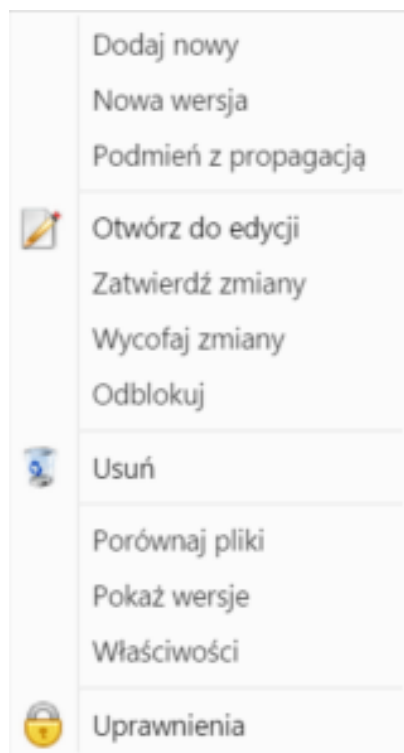 Dodaj nowy
Nowa wersja
Podmień z propagacją
Otwórz do edycji
Zatwierdź zmiany
Wycofaj zmiany
Odblokuj
Usuń
Porównaj pliki
Pokaż wersje
Właściwości
Uprawnienia